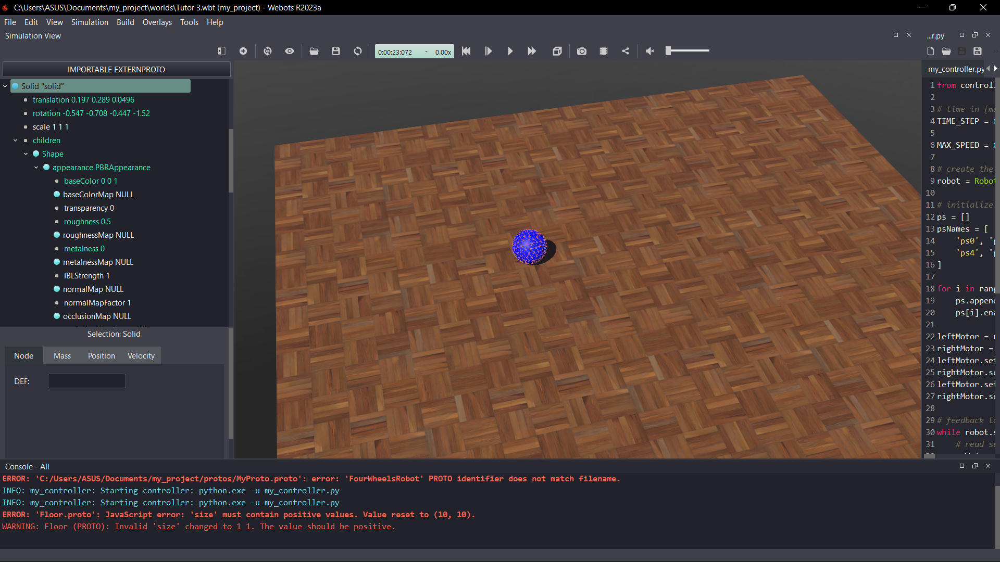 C:\Users\ASUS\Documents\my_project\worlds\Tutor 3.wbt (my_project) - Webots R2023a
File Edit View Simulation Build Overlays Tools Help
Simulation View
...r.py
0:00:23:072 - 0.00x
IMPORTABLE EXTERNPROTO
Solid "solid"
translation 0.197 0.289 0.0496
rotation -0.547 -0.708 -0.447 -1.52
scale 1 1 1
children
Shape
appearance PBRAppearance
baseColor 0 0 1
baseColorMap NULL
transparency 0
roughness 0.5
roughnessMap NULL
metalness 0
metalnessMap NULL
IBLStrength 1
normalMap NULL
normalMapFactor 1
occlusionMap NULL
Selection: Solid
Node Mass Position Velocity
DEF:
my_controller.py
1 from control
2
3 # time in [ms
4 TIME_STEP = 6
5
6 MAX_SPEED = 6
7
8 # create the
9 robot = Robot
10
11 # initialize
12 ps = []
13 psNames = [
14 'ps0', 'p
15 'ps4', 'p
16 ]
17
18 for i in rang
19 ps.append
20 ps[i].ena
21
22 leftMotor = r
23 rightMotor =
24 leftMotor.set
25 rightMotor.se
26 leftMotor.set
27 rightMotor.se
28
29 # feedback lo
30 while robot.s
31 # read se
Console - All
ERROR: 'C:/Users/ASUS/Documents/my_project/protos/MyProto.proto': error: 'FourWheelsRobot' PROTO identifier does not match filename.
INFO: my_controller: Starting controller: python.exe -u my_controller.py
INFO: my_controller: Starting controller: python.exe -u my_controller.py
ERROR: 'Floor.proto': JavaScript error: 'size' must contain positive values. Value reset to (10, 10).
WARNING: Floor (PROTO): Invalid 'size' changed to 1 1. The value should be positive.